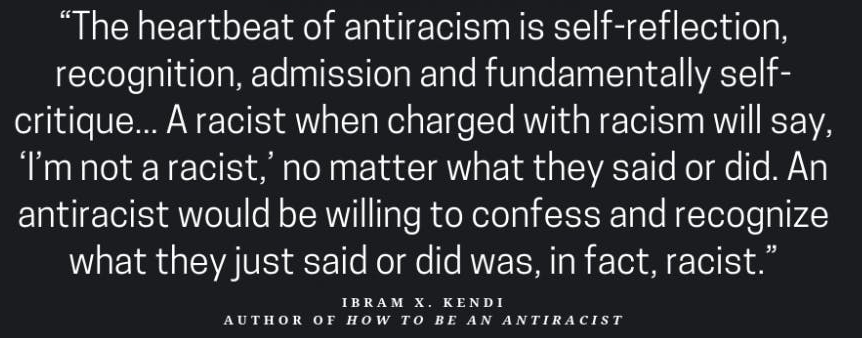 “The heartbeat of antiracism is self-reflection,
recognition, admission and fundamentally self-
critique... A racist when charged with racism will say,
‘I’m not a racist,’ no matter what they said or did. An
antiracist would be willing to confess and recognize
what they just said or did was, in fact, racist.”
IBRAM X. KENDI
AUTHOR OF HOW TO BE AN ANTIRACIST